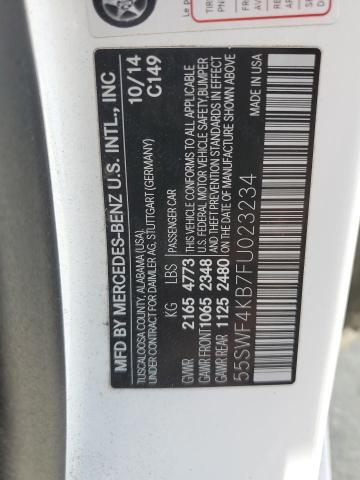 MFD BY MERCEDES-BENZ U.S. INTL., INC
TUSCALOOSA COUNTY, ALABAMA (USA)
UNDER CONTRACT FOR DAIMLER AG, STUTTGART (GERMANY)
10/14
C149
KG LBS PASSENGER CAR
GVWR 2165 4773
GAWR FRONT 1065 2348
GAWR REAR 1125 2480
THIS VEHICLE CONFORMS TO ALL APPLICABLE
U.S. FEDERAL MOTOR VEHICLE SAFETY, BUMPER
AND THEFT PREVENTION STANDARDS IN EFFECT
ON THE DATE OF MANUFACTURE SHOWN ABOVE.
55SWF4KB7FU023234